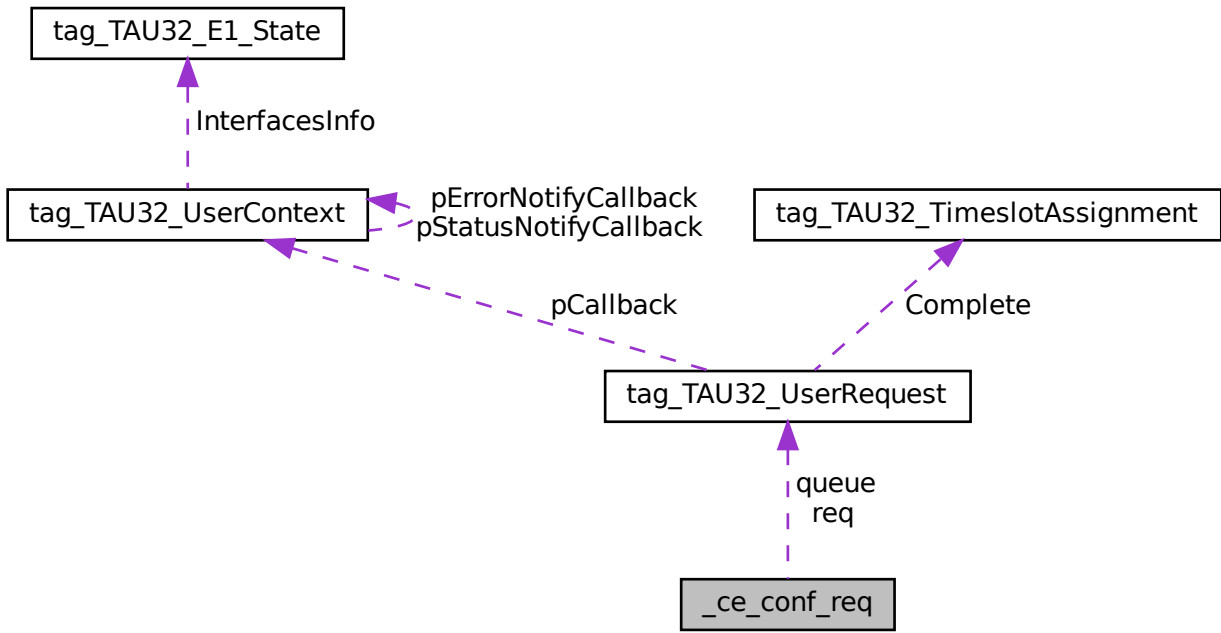 tag_TAU32_E1_State
InterfacesInfo
tag_TAU32_UserContext
pErrorNotifyCallback
pStatusNotifyCallback
tag_TAU32_TimeslotAssignment
pCallback
Complete
tag_TAU32_UserRequest
queue
req
_ce_conf_req